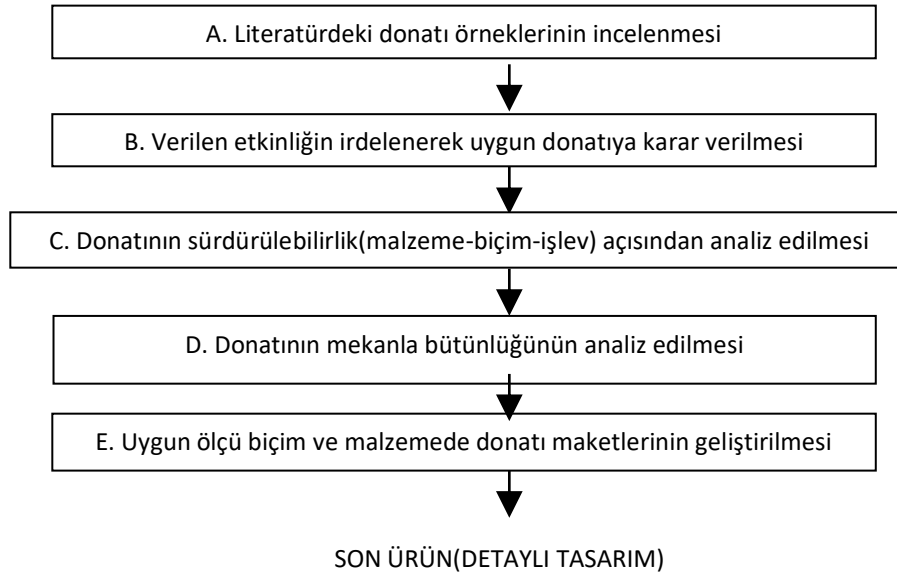 A. Literatürdeki donatı örneklerinin incelenmesi
B. Verilen etkinliğin irdelenerek uygun donatıya karar verilmesi
C. Donatının sürdürülebilirlik(malzeme-biçim-işlev) açısından analiz edilmesi
D. Donatının mekanla bütünlüğünün analiz edilmesi
E. Uygun ölçü biçim ve malzemede donatı maketlerinin geliştirilmesi
SON ÜRÜN(DETAYLI TASARIM)